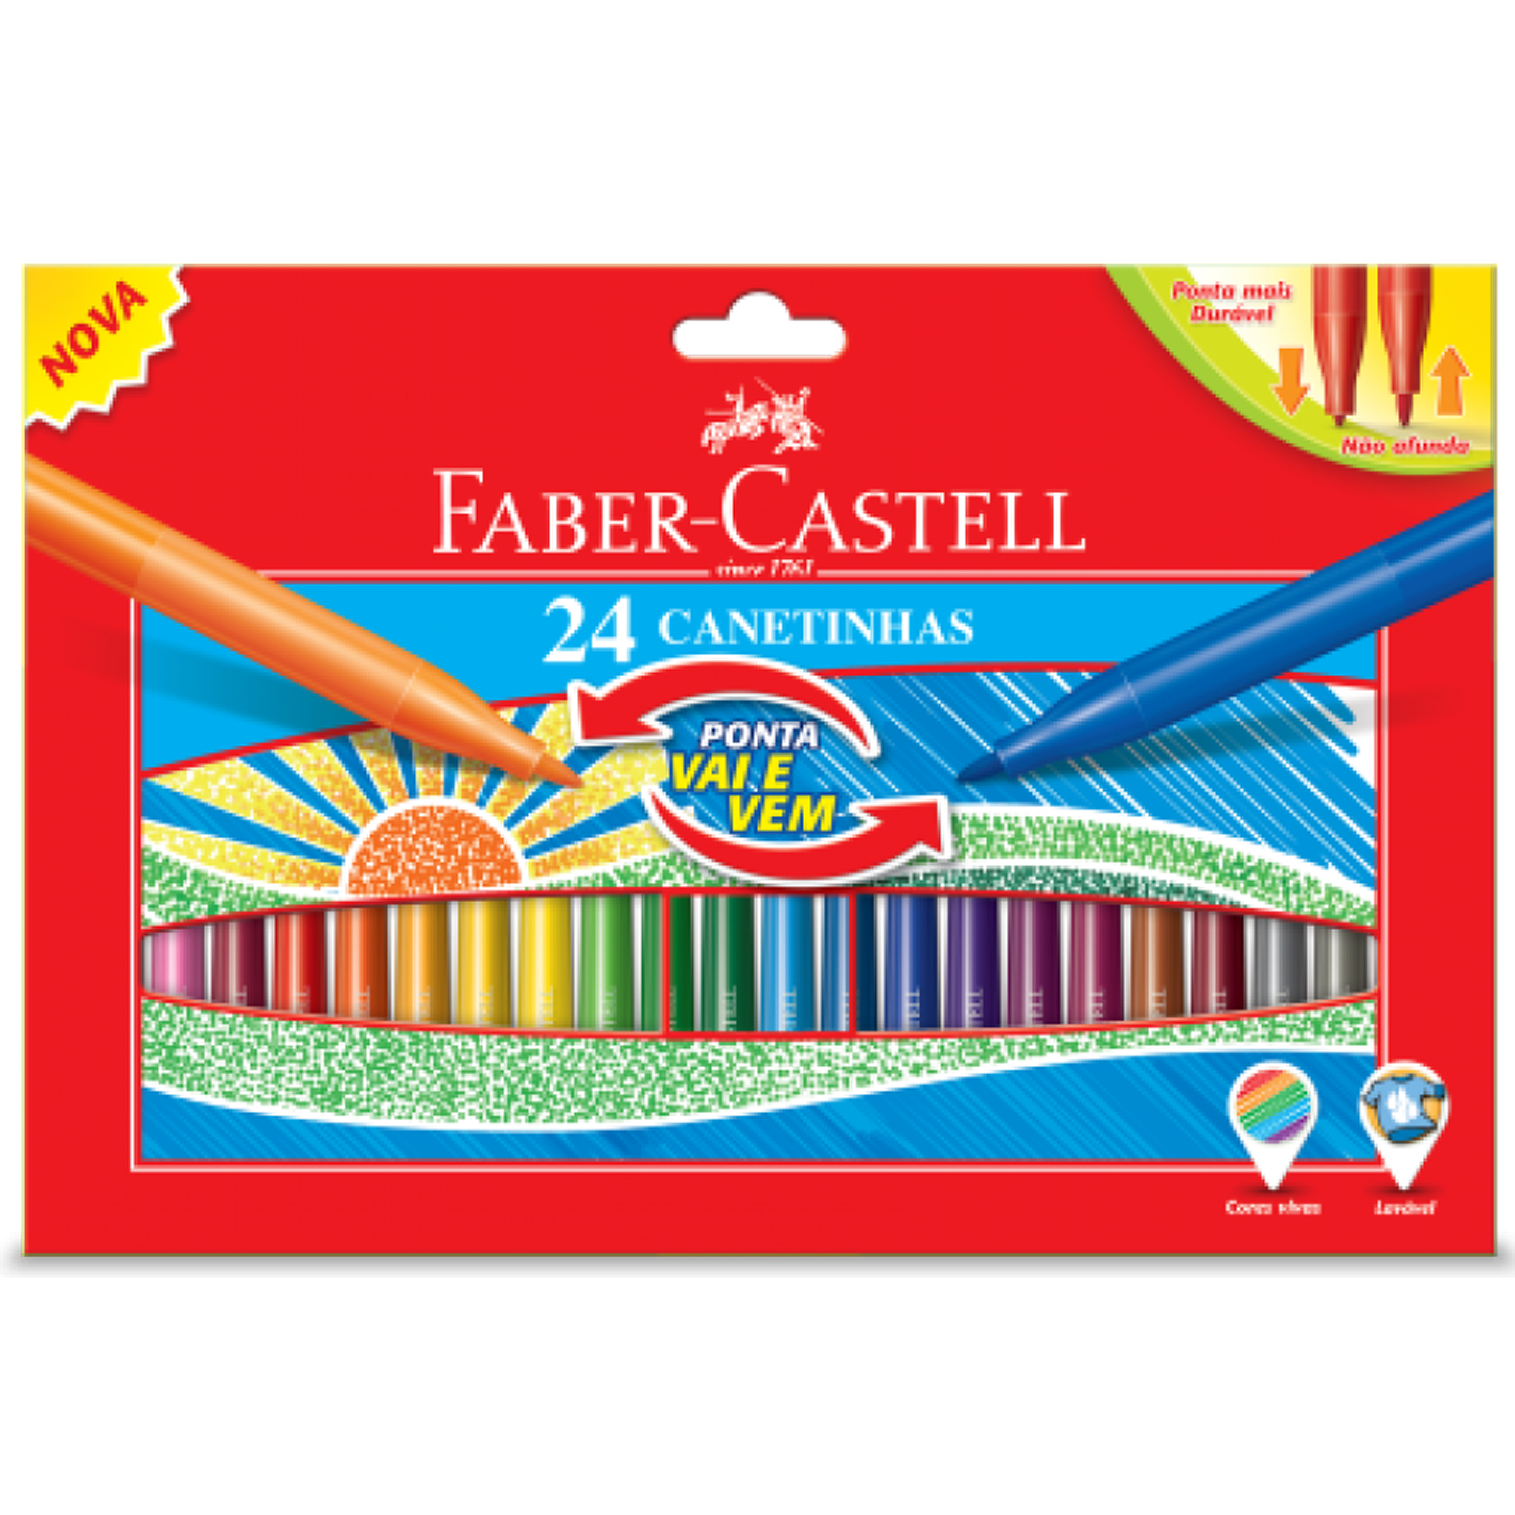 NOVA
Ponta mais
Durável
Não afunda
FABER-CASTELL
since 1761
24 CANETINHAS
PONTA
VAI E
VEM
Cores vivas
Lavável